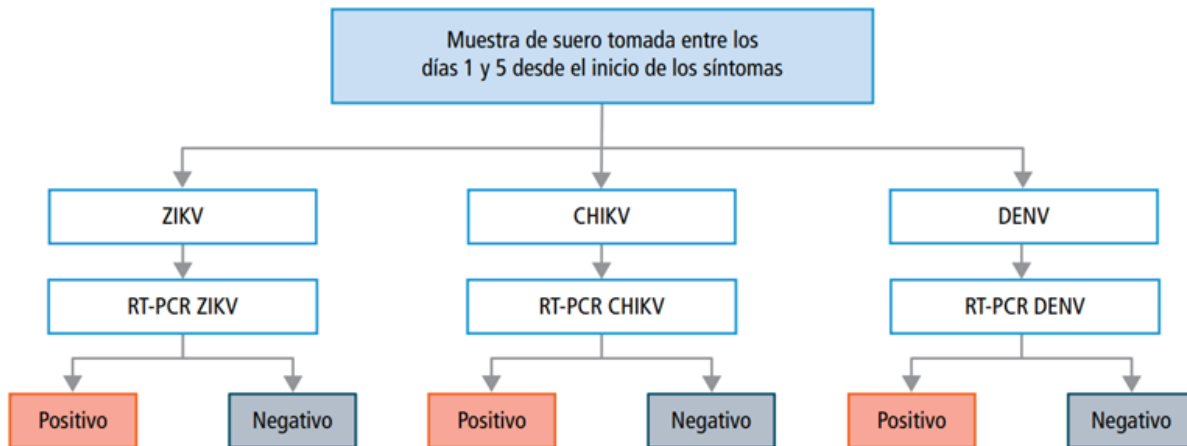 Muestra de suero tomada entre los
días 1 y 5 desde el inicio de los síntomas
ZIKV
CHIKV
DENV
RT-PCR ZIKV
RT-PCR CHIKV
RT-PCR DENV
Positivo
Negativo
Positivo
Negativo
Positivo
Negativo